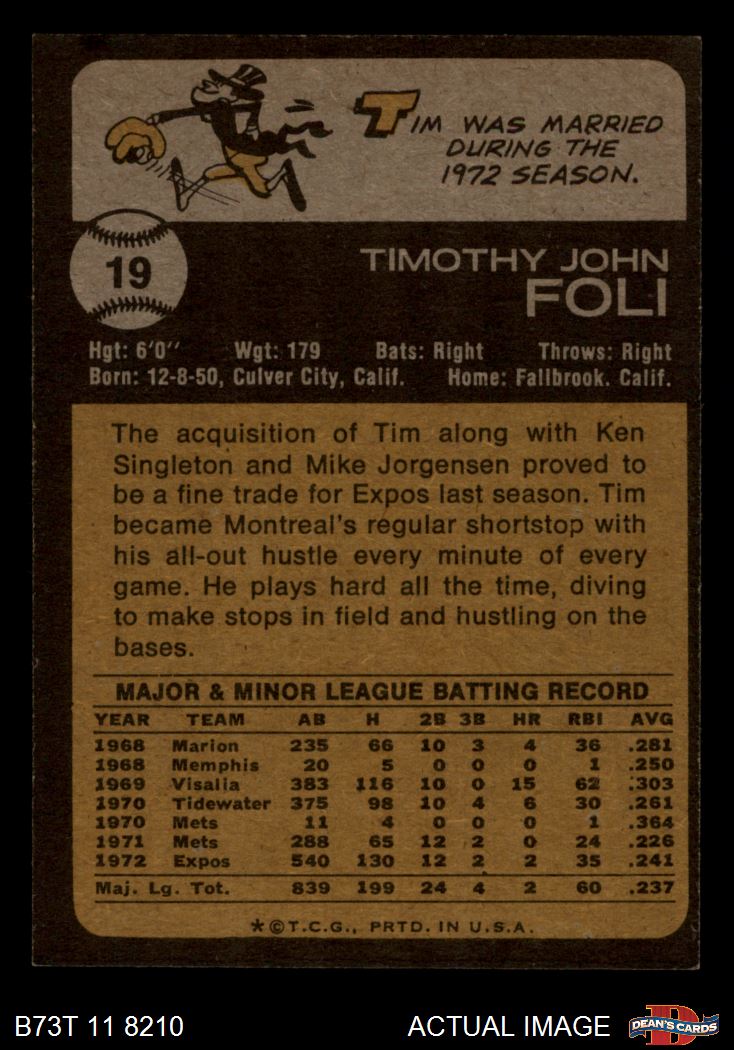 TIM WAS MARRIED
DURING THE
1972 SEASON.
19
TIMOTHY JOHN
FOLI
Hgt: 6'0" Wgt: 179 Bats: Right Throws: Right
Born: 12-8-50, Culver City, Calif. Home: Fallbrook. Calif.
The acquisition of Tim along with Ken
Singleton and Mike Jorgensen proved to
be a fine trade for Expos last season. Tim
became Montreal's regular shortstop with
his all-out hustle every minute of every
game. He plays hard all the time, diving
to make stops in field and hustling on the
bases.
MAJOR & MINOR LEAGUE BATTING RECORD
YEAR TEAM AB H 2B 3B HR RBI AVG
1968 Marion 235 66 10 3 4 36 .281
1968 Memphis 20 5 0 0 0 1 .250
1969 Visalia 383 116 10 0 15 62 .303
1970 Tidewater 375 98 10 4 6 30 .261
1970 Mets 11 4 0 0 0 1 .364
1971 Mets 288 65 12 2 0 24 .226
1972 Expos 540 130 12 2 2 35 .241
Maj. Lg. Tot. 839 199 24 4 2 60 .237
*©T.C.G., PRTD. IN U.S.A.
B73T 11 8210 ACTUAL IMAGE DEAN'S CARDS